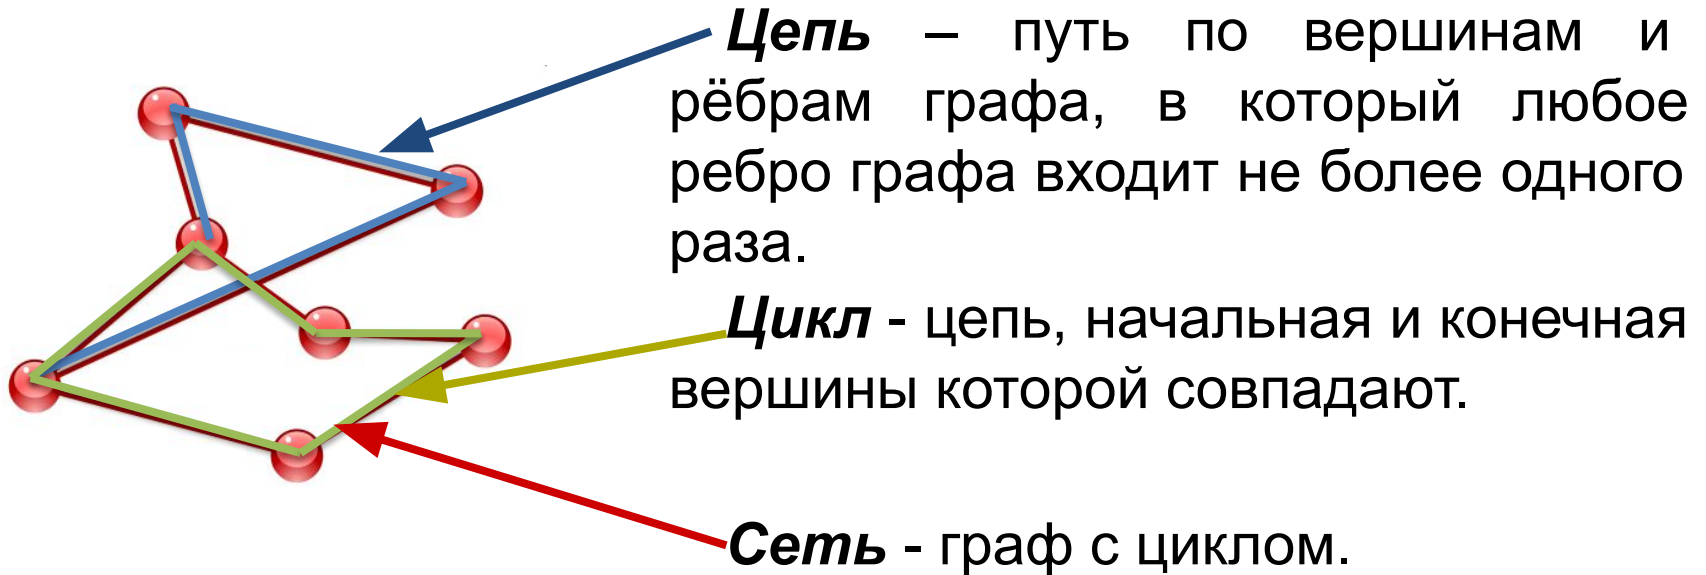 Цепь – путь по вершинам и
рёбрам графа, в который любое
ребро графа входит не более одного
раза.
Цикл - цепь, начальная и конечная
вершины которой совпадают.
Сеть - граф с циклом.